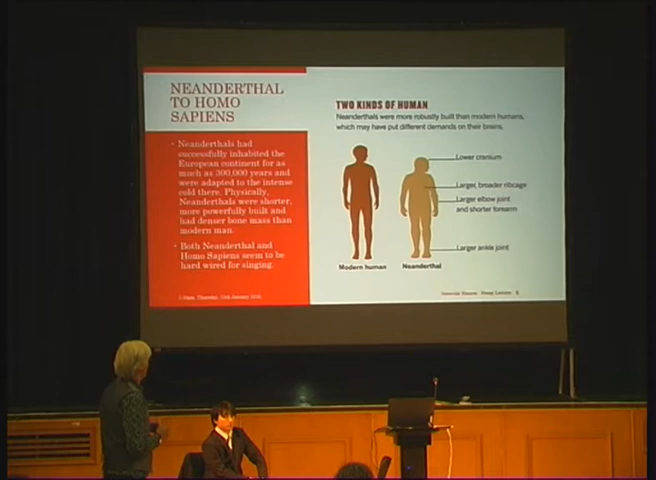 NEANDERTHAL
TO HOMO
SAPIENS
• Neanderthals had
successfully inhabited the
European continent for as
much as 300,000 years and
were adapted to the intense
cold there. Physically,
Neanderthals were shorter,
more powerfully built and
had denser bone mass than
modern man.
• Both Neanderthal and
Homo Sapiens seem to be
hard wired for singing.
TWO KINDS OF HUMAN
Neanderthals were more robustly built than modern humans,
which may have put different demands on their brains.
Lower cranium
Larger, broader ribcage
Larger elbow joint
and shorter forearm
Larger ankle joint
Modern human
Neanderthal